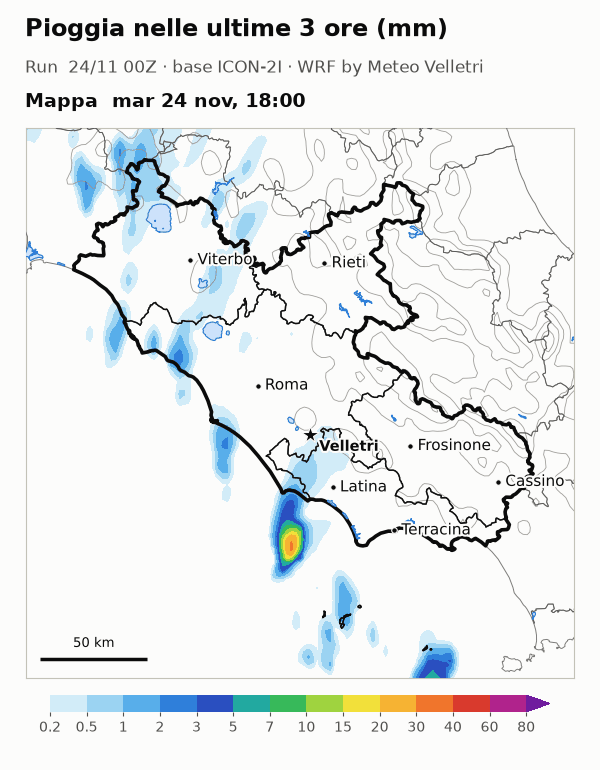 Pioggia nelle ultime 3 ore (mm)
Run  24/11 00Z · base ICON-2I · WRF by Meteo Velletri
Mappa  mar 24 nov, 18:00
Viterbo
Rieti
Roma
Velletri
Frosinone
Latina
Cassino
Terracina
50 km
0.2 0.5 1 2 3 5 7 10 15 20 30 40 60 80